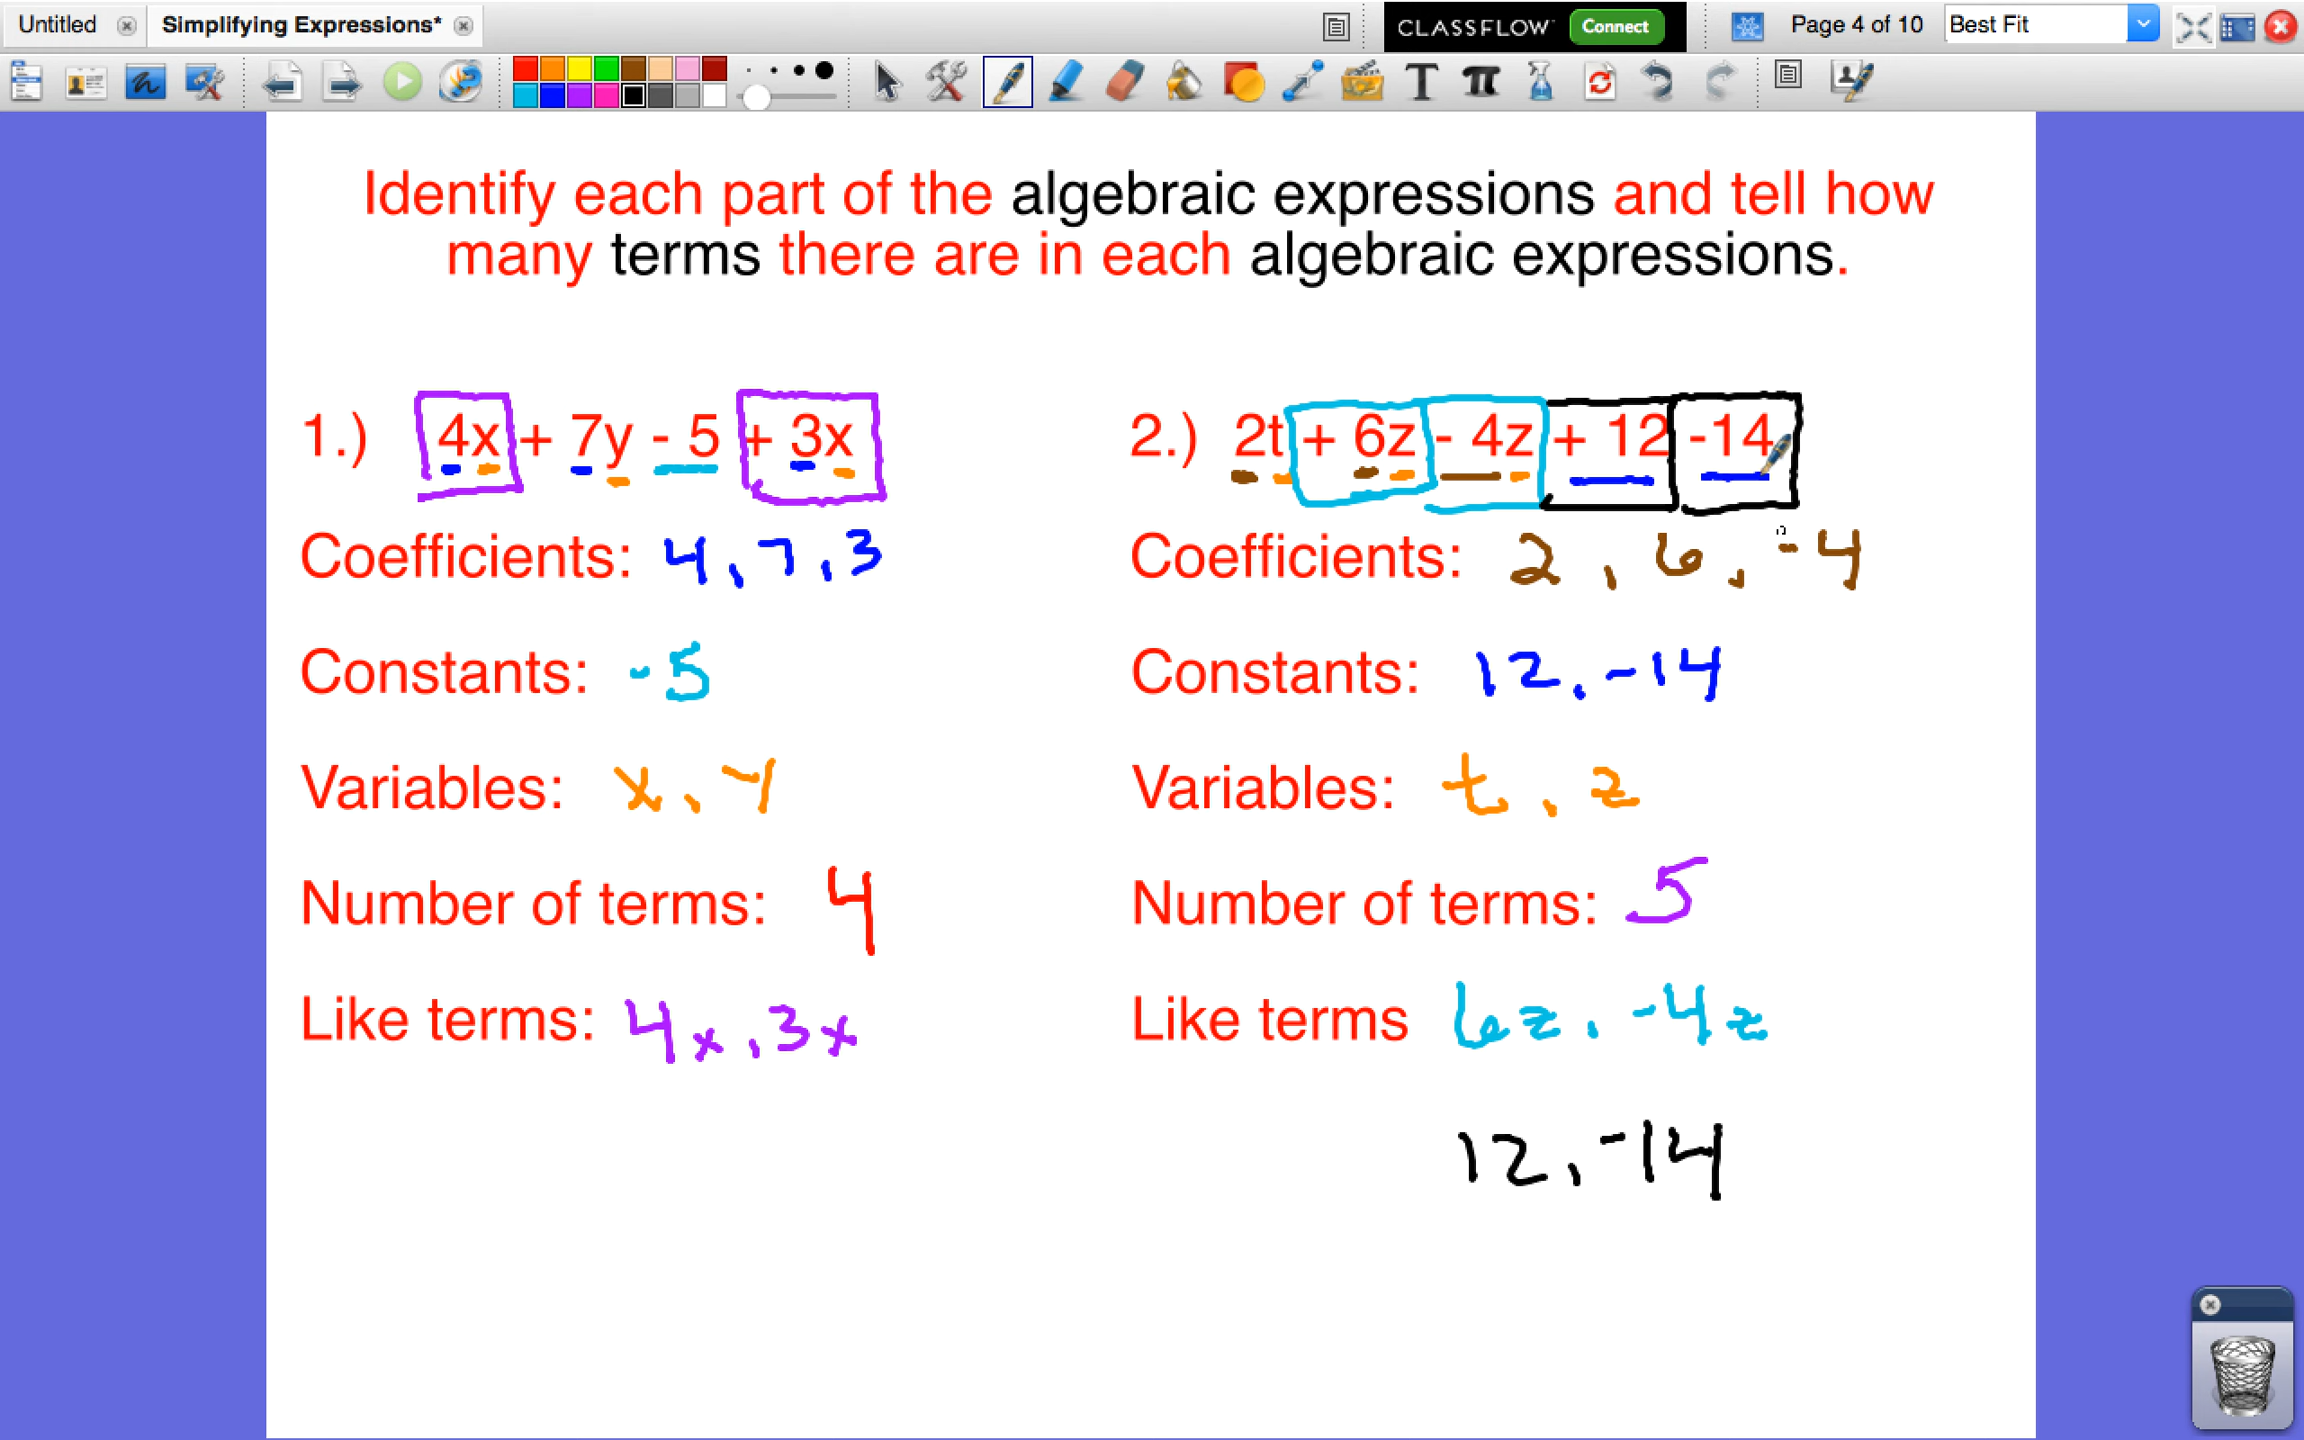 Untitled
Simplifying Expressions*
CLASSFLOW Connect
Page 4 of 10
Best Fit
T π
Identify each part of the algebraic expressions and tell how
many terms there are in each algebraic expressions.
1.) 4x + 7y - 5 + 3x
Coefficients: 4, 7, 3
Constants: -5
Variables: x, y
Number of terms: 4
Like terms: 4x, 3x
2.) 2t + 6z - 4z + 12 -14
Coefficients: 2, 6, -4
Constants: 12, -14
Variables: t, z
Number of terms: 5
Like terms 6z, -4z
12, -14